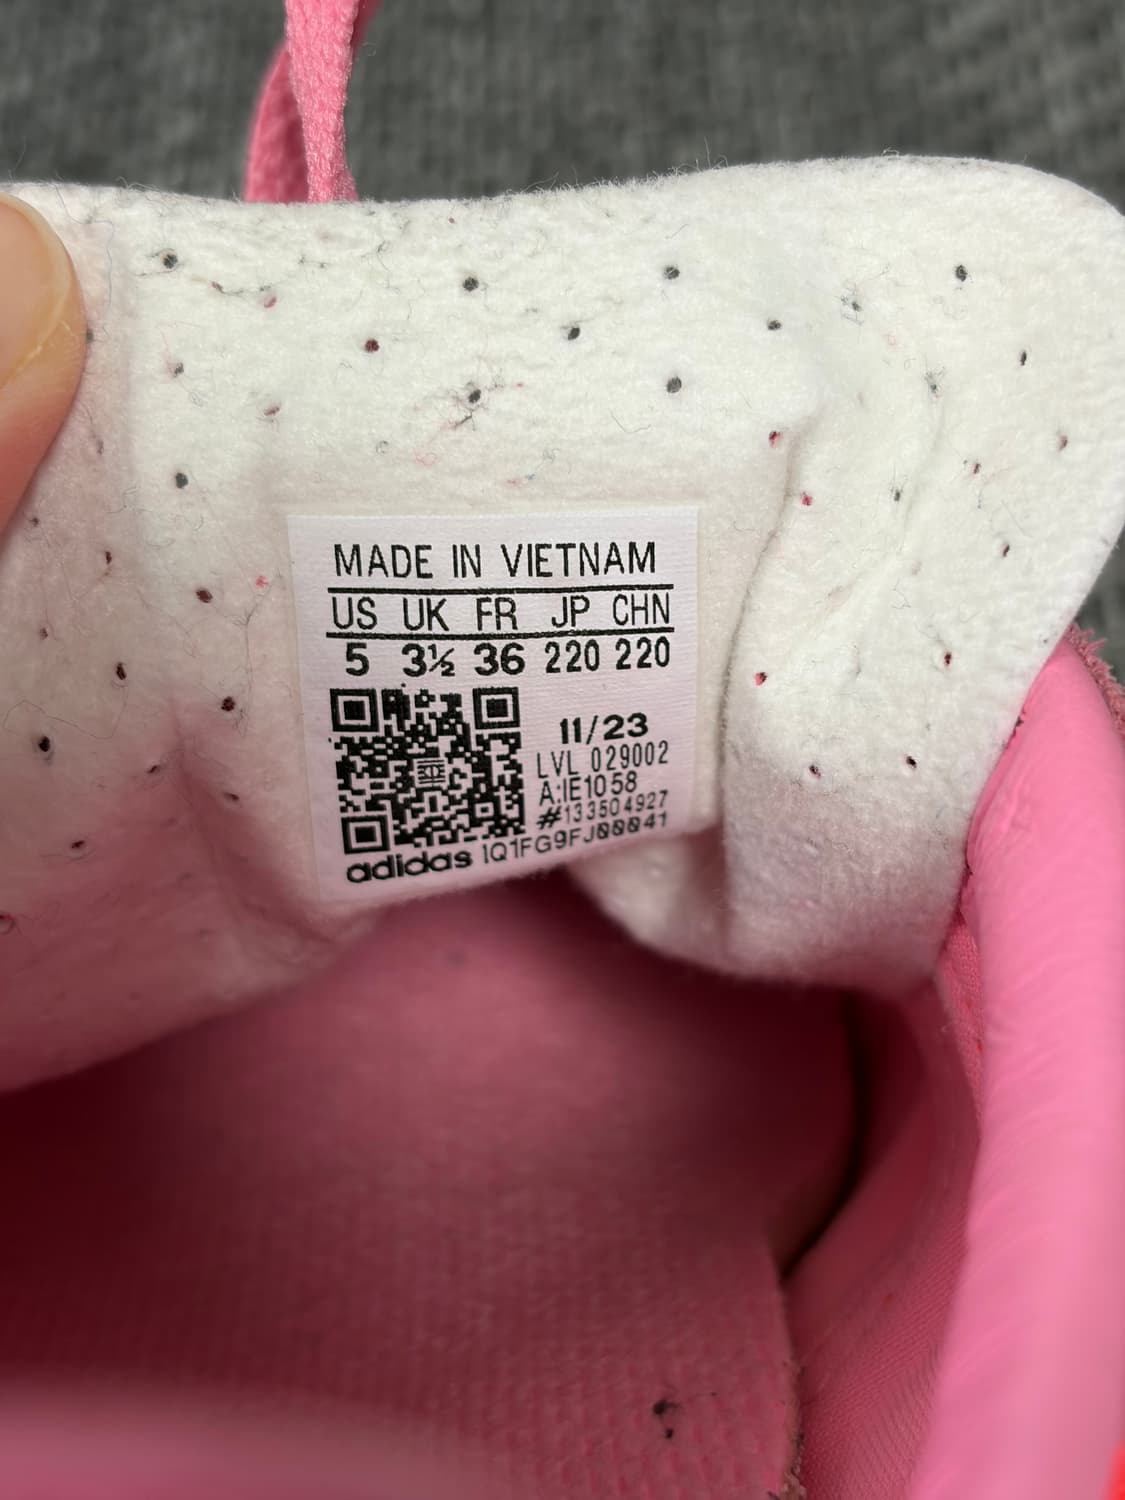 MADE IN VIETNAM
US UK FR JP CHN
5 3½ 36 220 220
11/23
LVL 029002
A:IE1058
#133504927
adidas 1Q1FG9FJ00041